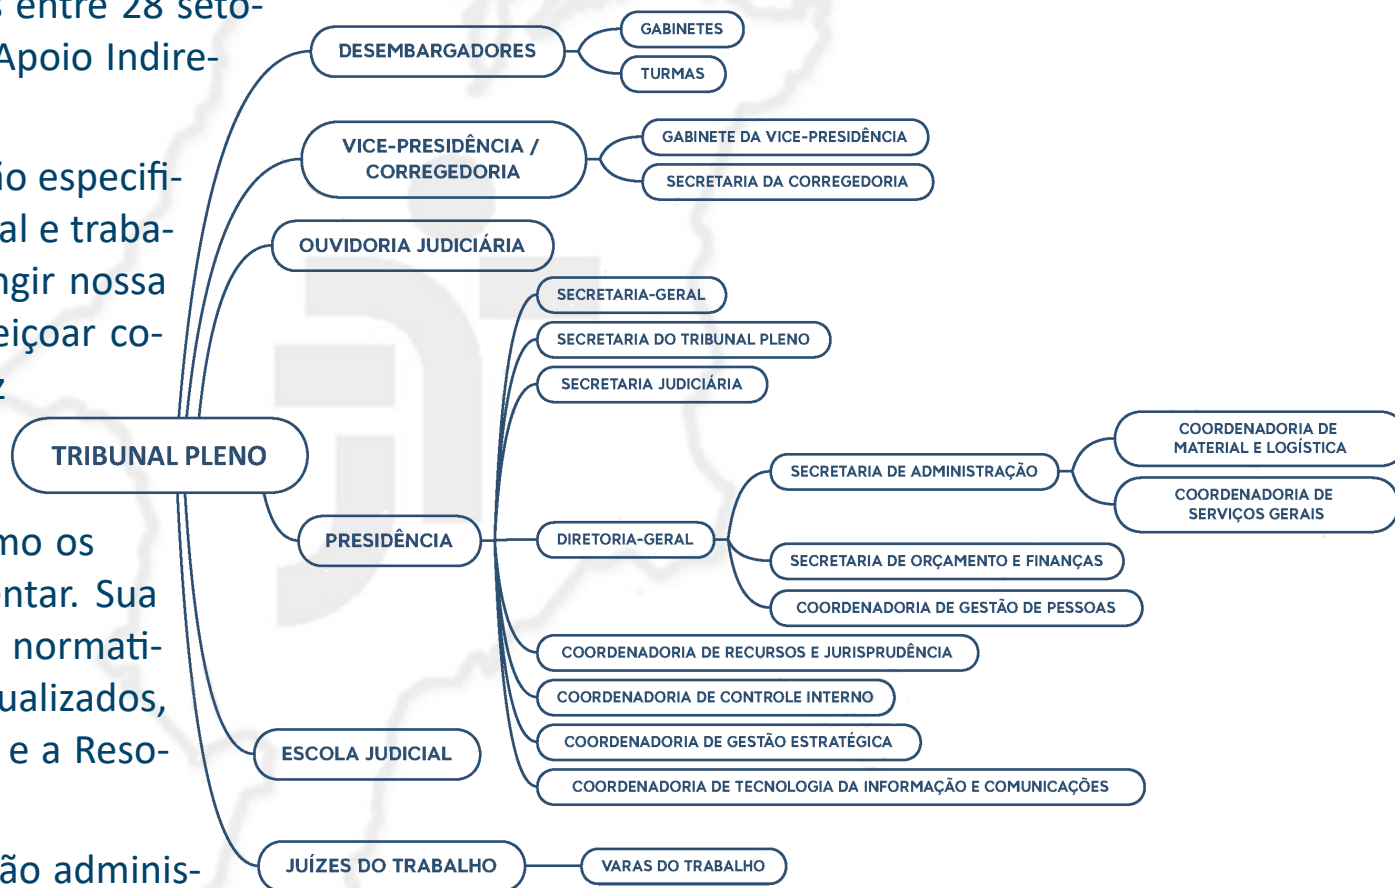 s entre 28 seto-
Apoio Indire-
ão especifi-
al e traba-
ngir nossa
eiçoar co-
z
mo os
entar. Sua
normati-
ualizados,
e a Reso-
ão adminis-
TRIBUNAL PLENO
DESEMBARGADORES
GABINETES
TURMAS
VICE-PRESIDÊNCIA /
CORREGEDORIA
GABINETE DA VICE-PRESIDÊNCIA
SECRETARIA DA CORREGEDORIA
OUVIDORIA JUDICIÁRIA
PRESIDÊNCIA
SECRETARIA-GERAL
SECRETARIA DO TRIBUNAL PLENO
SECRETARIA JUDICIÁRIA
DIRETORIA-GERAL
SECRETARIA DE ADMINISTRAÇÃO
COORDENADORIA DE
MATERIAL E LOGÍSTICA
COORDENADORIA DE
SERVIÇOS GERAIS
SECRETARIA DE ORÇAMENTO E FINANÇAS
COORDENADORIA DE GESTÃO DE PESSOAS
COORDENADORIA DE RECURSOS E JURISPRUDÊNCIA
COORDENADORIA DE CONTROLE INTERNO
COORDENADORIA DE GESTÃO ESTRATÉGICA
COORDENADORIA DE TECNOLOGIA DA INFORMAÇÃO E COMUNICAÇÕES
ESCOLA JUDICIAL
JUÍZES DO TRABALHO
VARAS DO TRABALHO